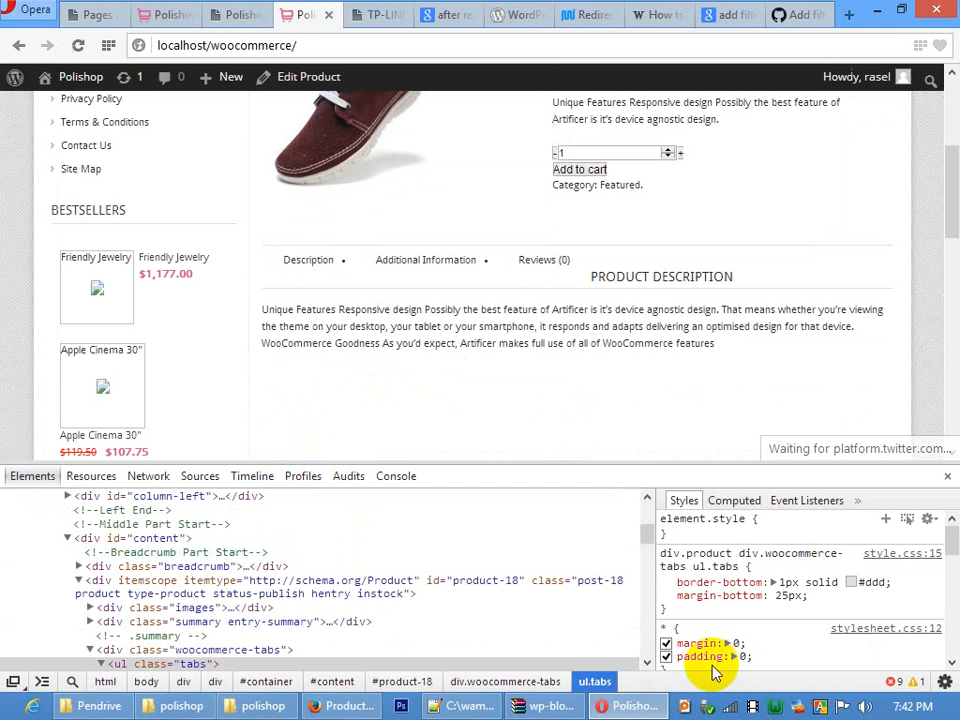 Opera
Pages
Polishop
Polishop
Poli
TP-LIN
after re
WordPr
Redirec
How to
add filt
Add filt
localhost/woocommerce/
Polishop 1 0 New Edit Product Howdy, rasel
Privacy Policy
Terms & Conditions
Contact Us
Site Map
BESTSELLERS
Friendly Jewelry
Friendly Jewelry
$1,177.00
Apple Cinema 30"
Apple Cinema 30"
$119.50 $107.75
Unique Features Responsive design Possibly the best feature of
Artificer is it's device agnostic design.
- 1 +
Add to cart
Category: Featured.
Description • Additional Information • Reviews (0)
PRODUCT DESCRIPTION
Unique Features Responsive design Possibly the best feature of Artificer is it's device agnostic design. That means whether you're viewing
the theme on your desktop, your tablet or your smartphone, it responds and adapts delivering an optimised design for that device.
WooCommerce Goodness As you'd expect, Artificer makes full use of all of WooCommerce features
Waiting for platform.twitter.com...
Elements Resources Network Sources Timeline Profiles Audits Console
<div id="column-left">…</div>
<!--Left End-->
<!--Middle Part Start-->
<div id="content">
<!--Breadcrumb Part Start-->
<div class="breadcrumb">…</div>
<div itemscope itemtype="http://schema.org/Product" id="product-18" class="post-18
product type-product status-publish hentry instock">
<div class="images">…</div>
<div class="summary entry-summary">…</div>
<!-- .summary -->
<div class="woocommerce-tabs">
<ul class="tabs">
Styles Computed Event Listeners »
element.style {
}
div.product div.woocommerce- style.css:15
tabs ul.tabs {
border-bottom: 1px solid #ddd;
margin-bottom: 25px;
}
* { stylesheet.css:12
margin: 0;
padding: 0;
html body div div #container #content #product-18 div.woocommerce-tabs ul.tabs 9 1
Pendrive polishop polishop Product... C:\wam... wp-blo... Polisho... 7:42 PM